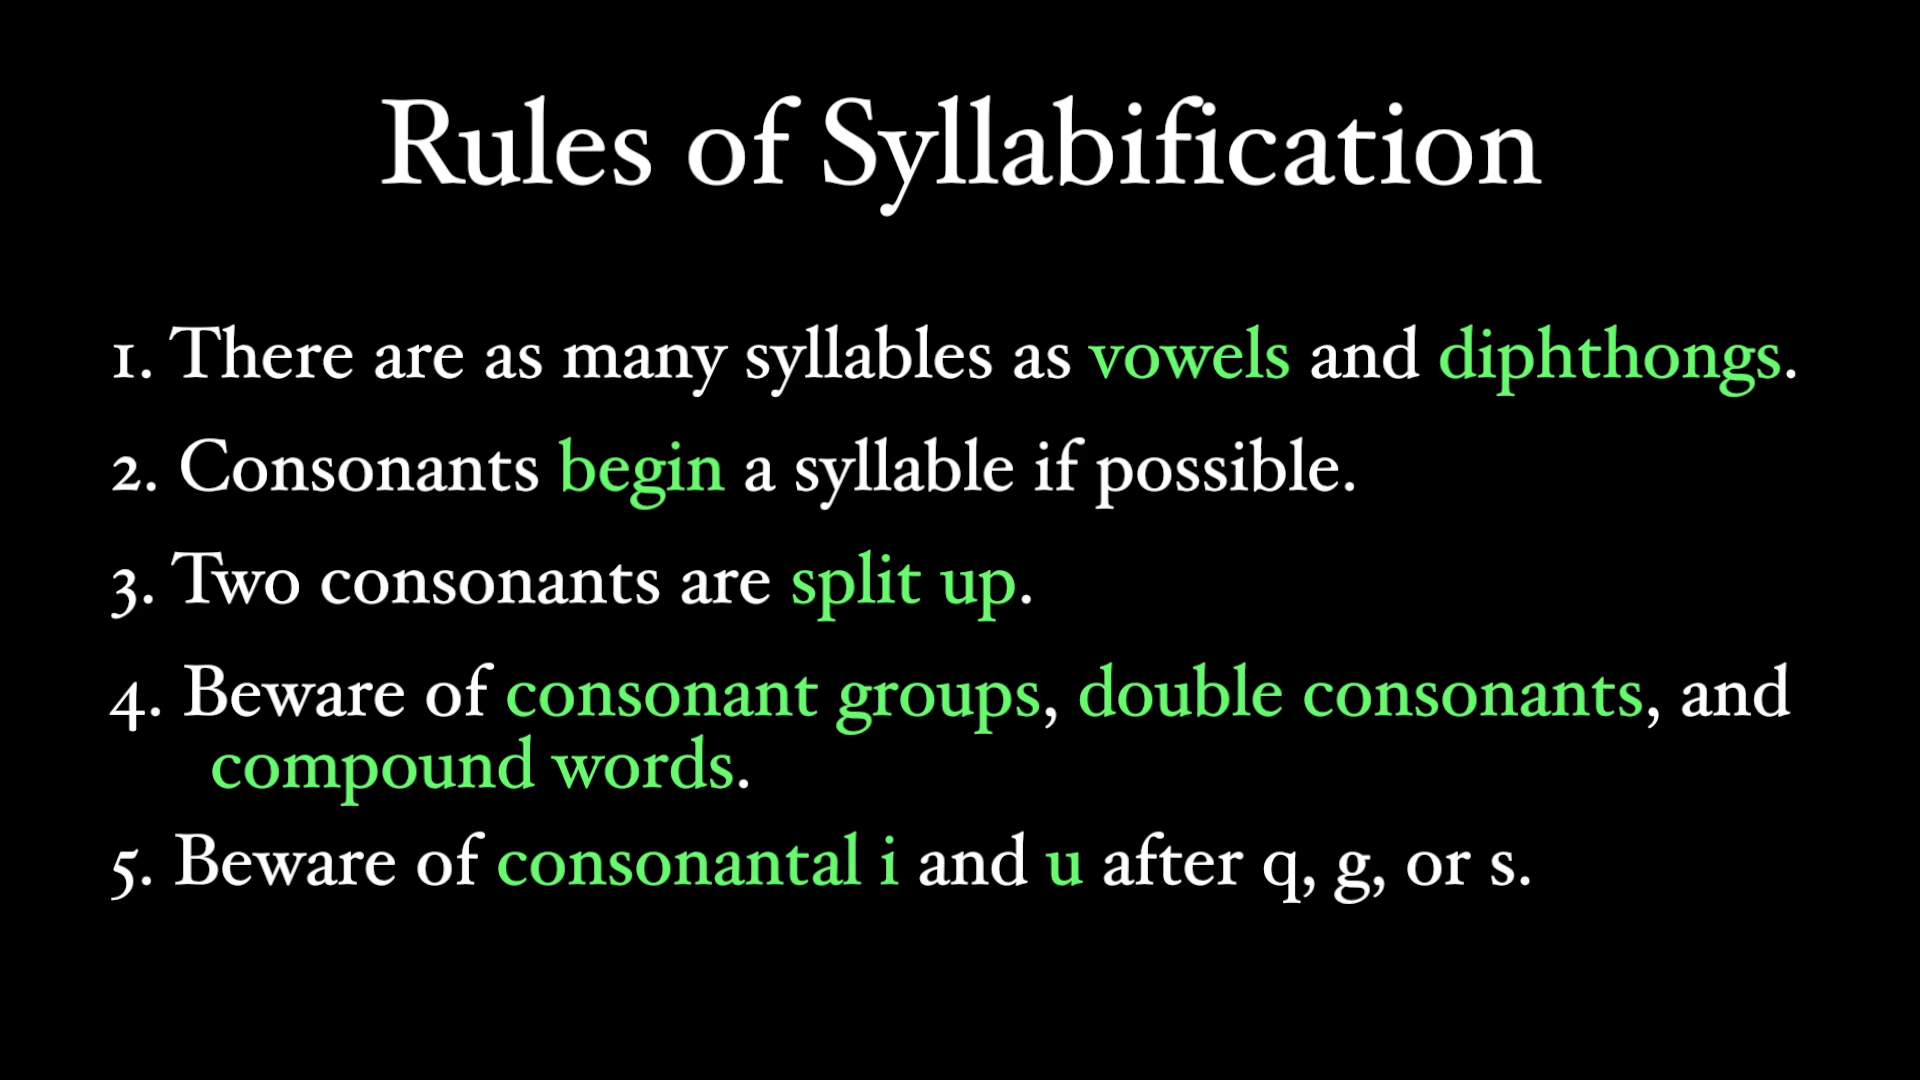 Rules of Syllabification
1. There are as many syllables as vowels and diphthongs.
2. Consonants begin a syllable if possible.
3. Two consonants are split up.
4. Beware of consonant groups, double consonants, and
compound words.
5. Beware of consonantal i and u after q, g, or s.